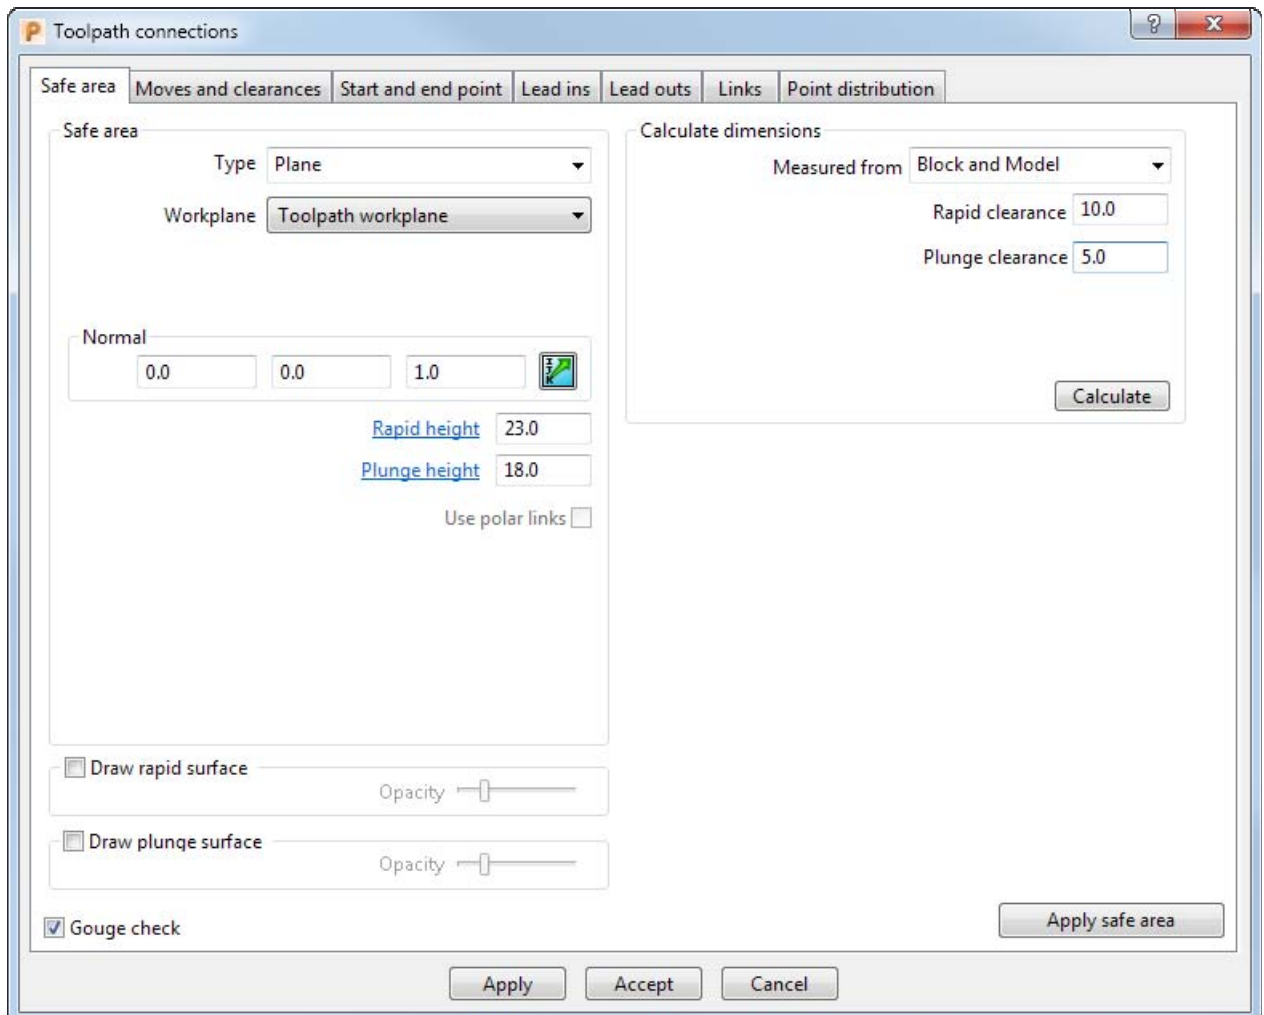 Toolpath connections
Safe area Moves and clearances Start and end point Lead ins Lead outs Links Point distribution
Safe area
Type Plane
Workplane Toolpath workplane
Normal
0.0 0.0 1.0
Rapid height 23.0
Plunge height 18.0
Use polar links
Draw rapid surface
Opacity
Draw plunge surface
Opacity
Gouge check
Calculate dimensions
Measured from Block and Model
Rapid clearance 10.0
Plunge clearance 5.0
Calculate
Apply safe area
Apply Accept Cancel